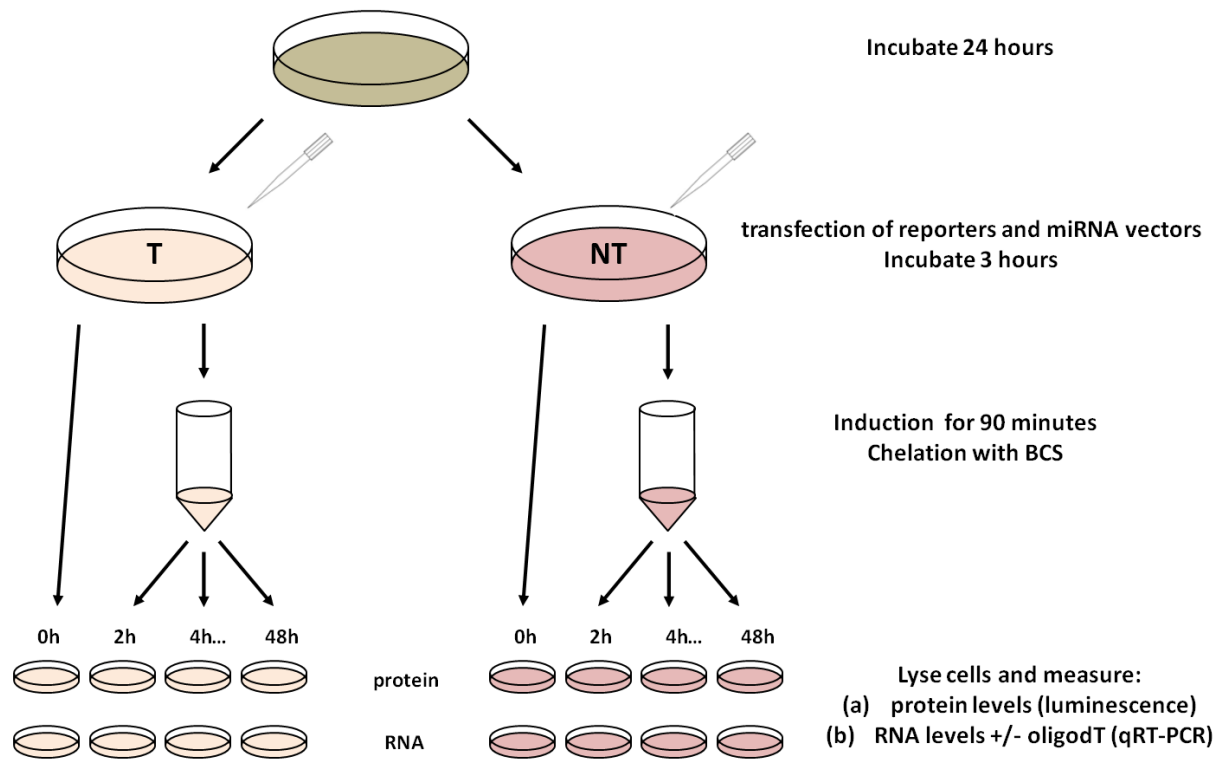 Incubate 24 hours
T
NT
transfection of reporters and miRNA vectors
Incubate 3 hours
Induction for 90 minutes
Chelation with BCS
0h 2h 4h... 48h
0h 2h 4h... 48h
protein
RNA
Lyse cells and measure:
(a) protein levels (luminescence)
(b) RNA levels +/- oligodT (qRT-PCR)